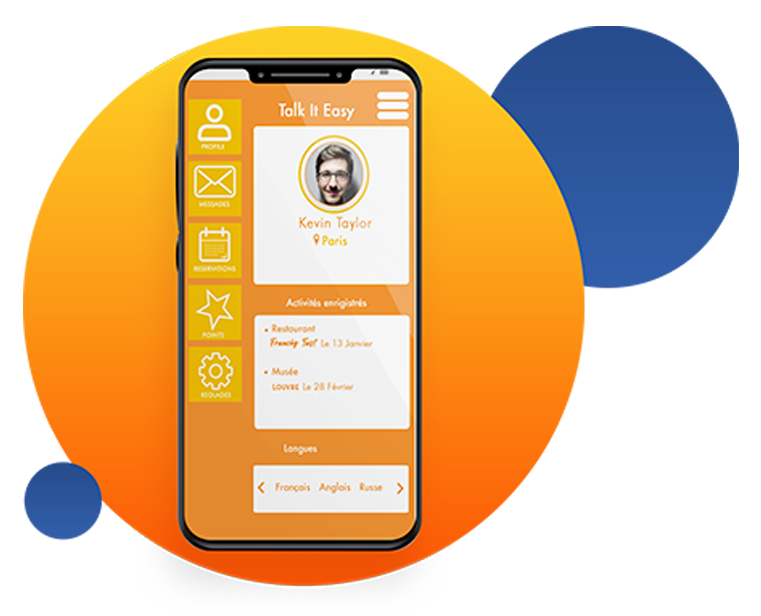 Talk It Easy
PROFILE
MESSAGES
RESERVATIONS
POINTS
REGLAGES
Kevin Taylor
Paris
Activités enrigistrés
• Restaurant
Frenchy Tast Le 13 Janvier
• Musée
LOUVRE Le 28 Février
Langues
Français Anglais Russe